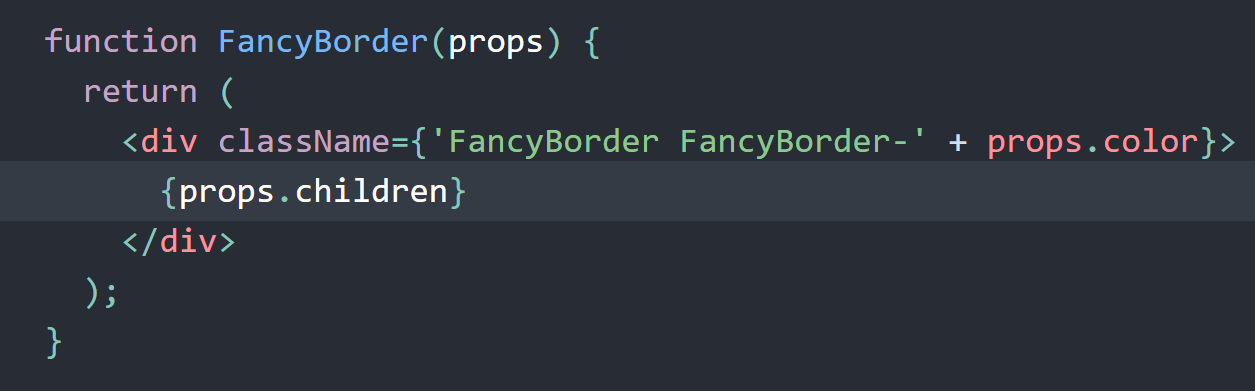 function FancyBorder(props) {
  return (
    <div className={'FancyBorder FancyBorder-' + props.color}>
      {props.children}
    </div>
  );
}